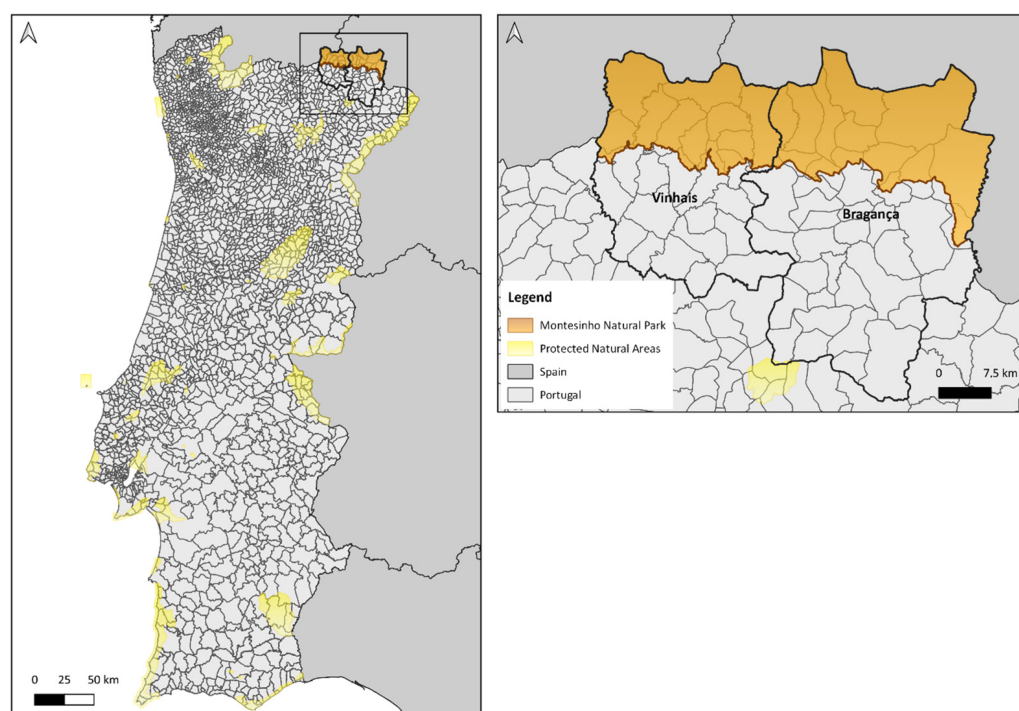 Vinhais
Bragança
Legend
Montesinho Natural Park
Protected Natural Areas
Spain
Portugal
0 7.5 km
0 25 50 km